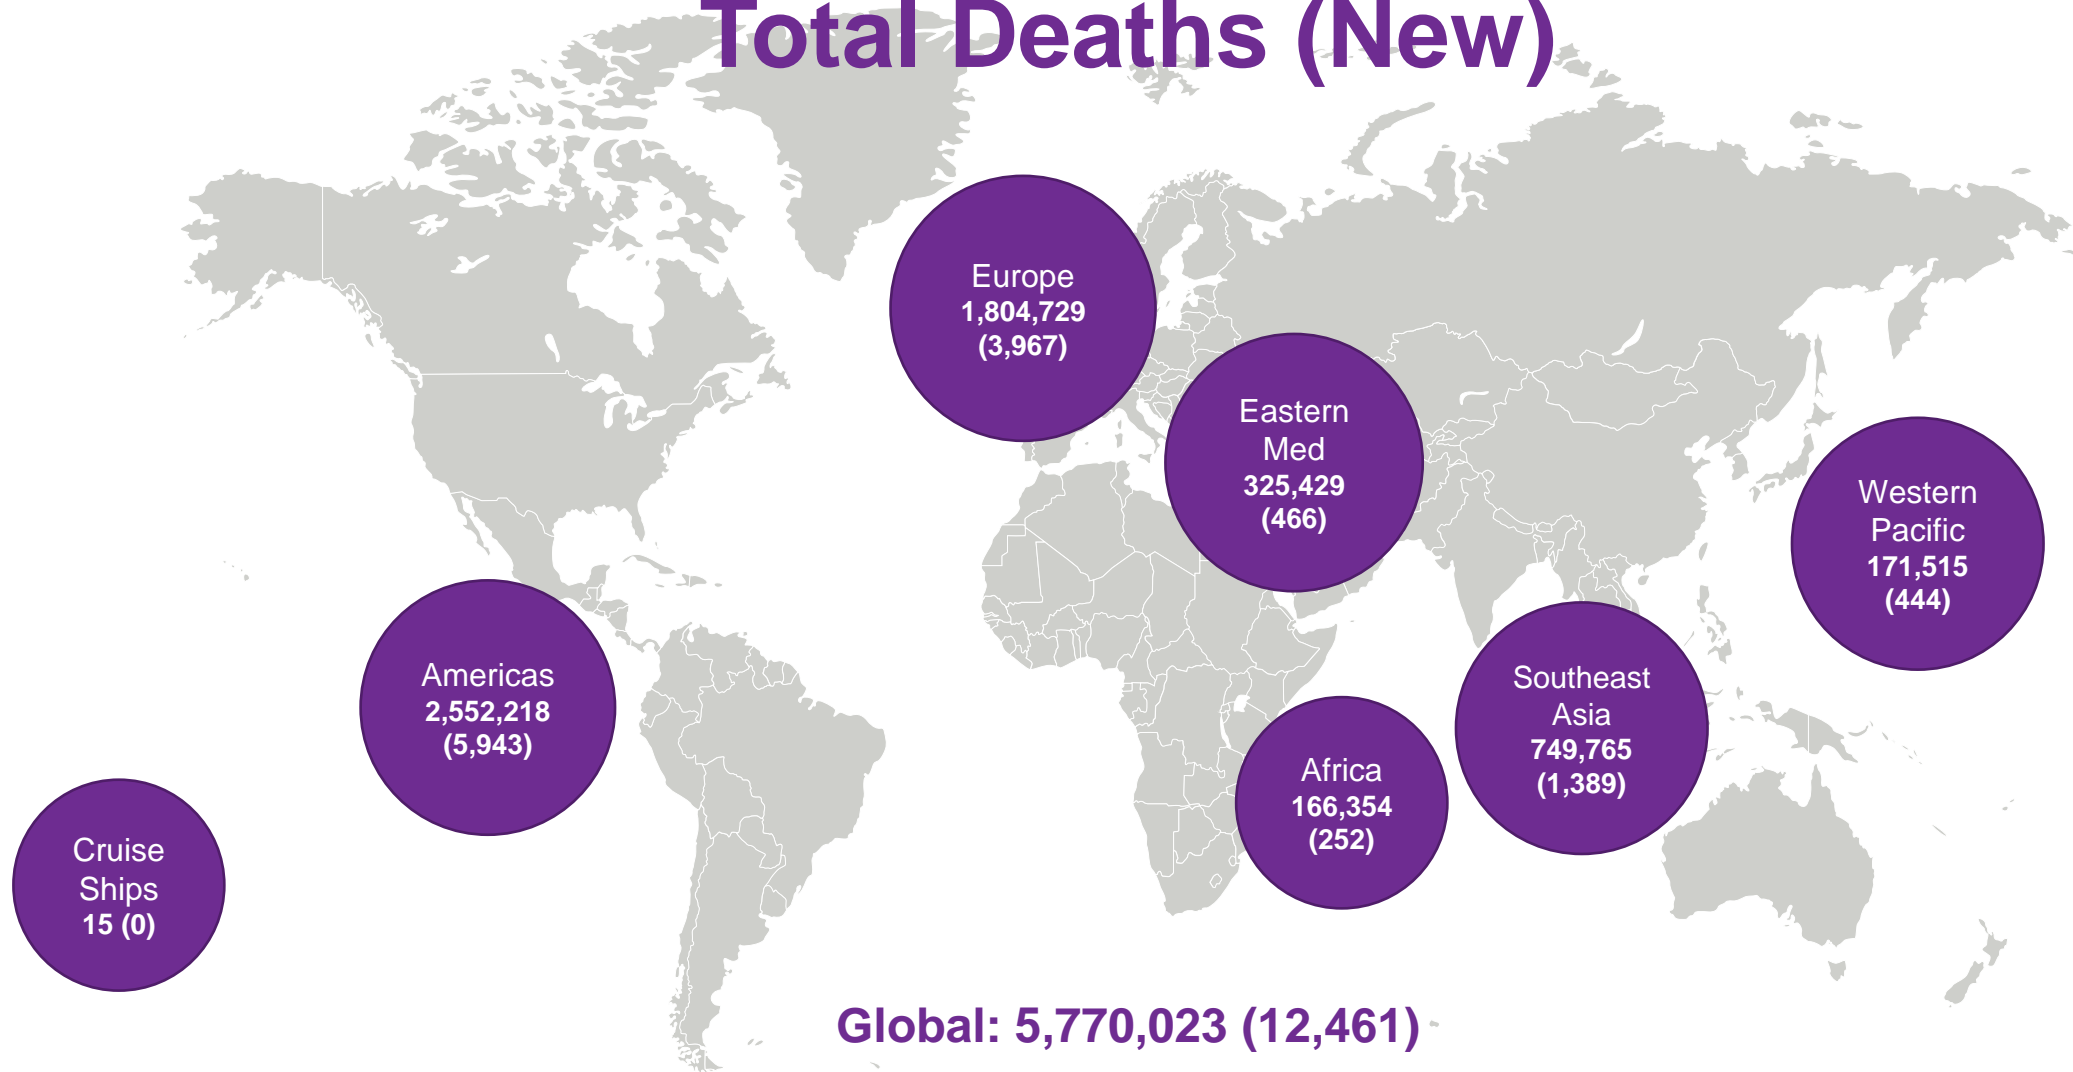 Total Deaths (New)
Europe
1,804,729
(3,967)
Eastern
Med
325,429
(466)
Western
Pacific
171,515
(444)
Americas
2,552,218
(5,943)
Southeast
Asia
749,765
(1,389)
Africa
166,354
(252)
Cruise
Ships
15 (0)
Global: 5,770,023 (12,461)